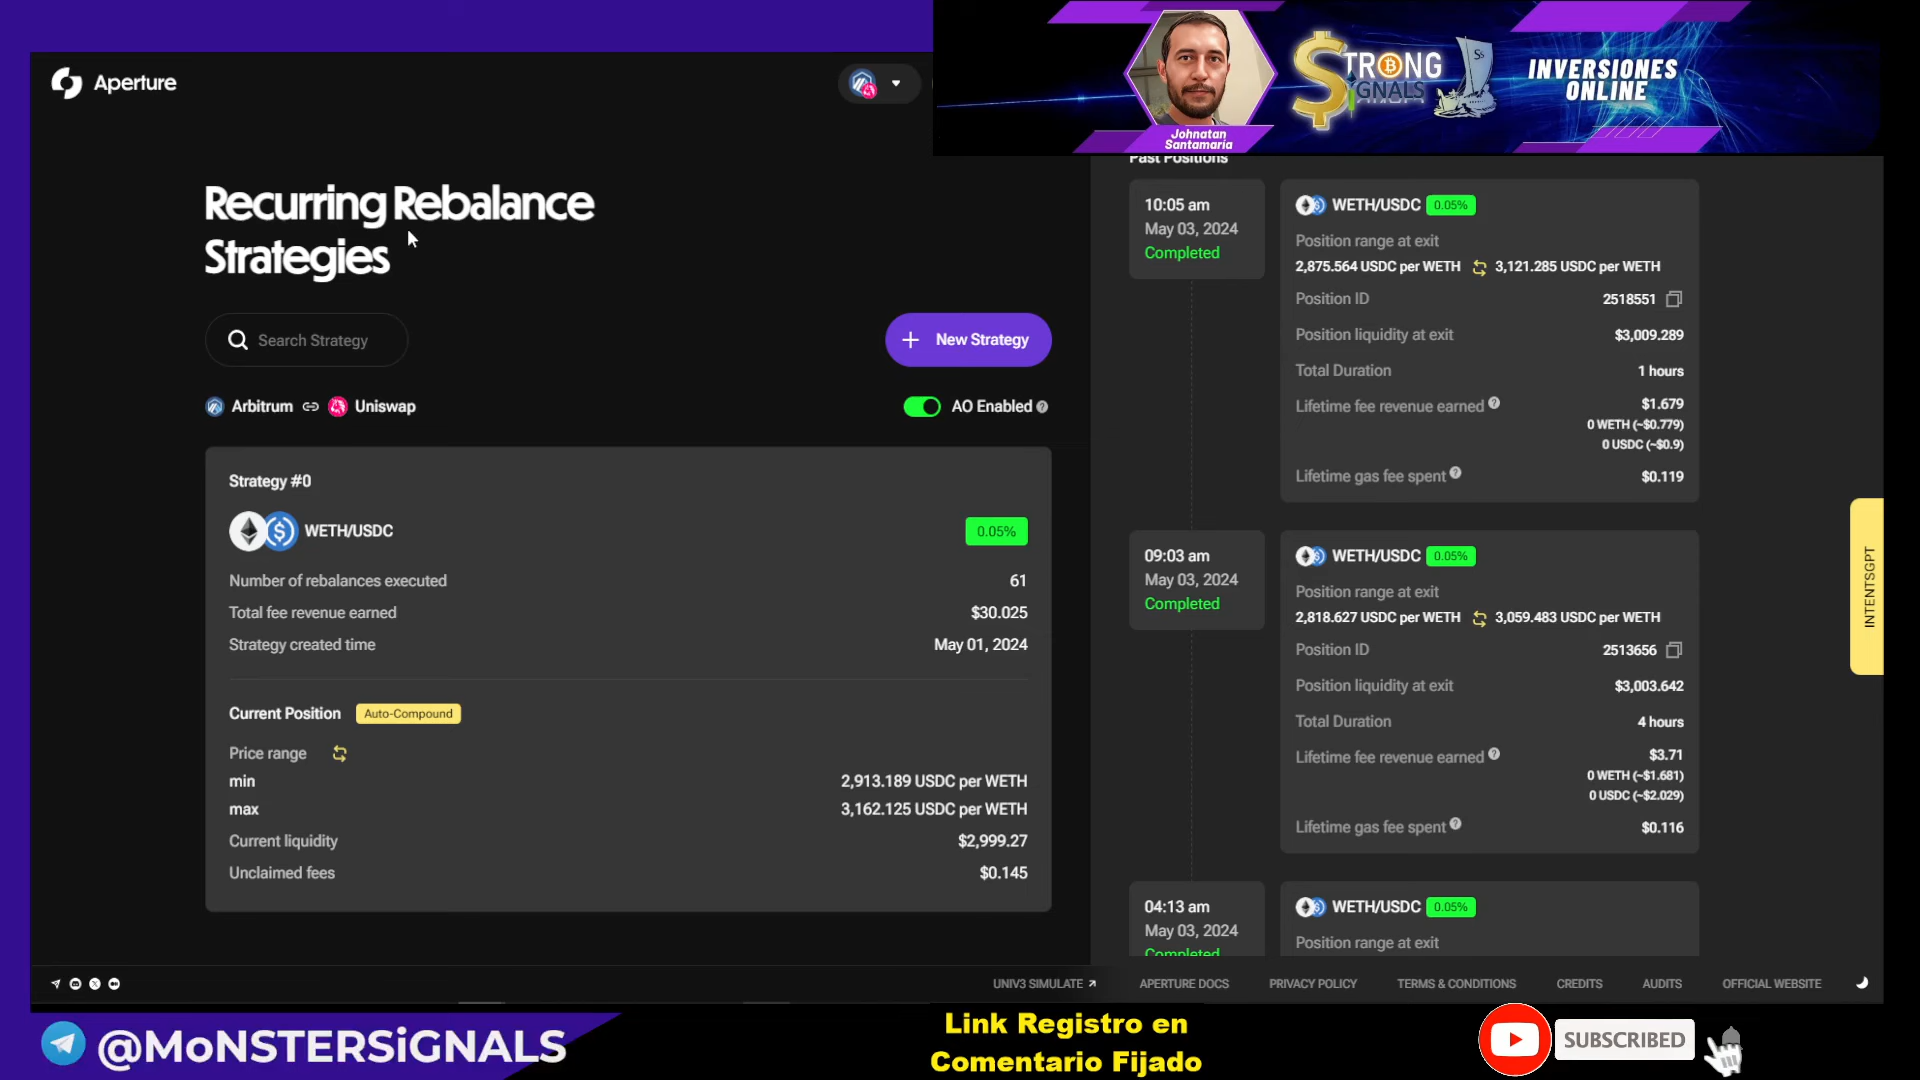 Aperture
Johnatan
Santamaria
$TRONG
SIGNALS
INVERSIONES
ONLINE
Recurring Rebalance
Strategies
Search Strategy
+ New Strategy
Arbitrum
Uniswap
AO Enabled
Strategy #0
WETH/USDC
0.05%
Number of rebalances executed
61
Total fee revenue earned
$30.025
Strategy created time
May 01, 2024
Current Position
Auto-Compound
Price range
min
2,913.189 USDC per WETH
max
3,162.125 USDC per WETH
Current liquidity
$2,999.27
Unclaimed fees
$0.145
Past Positions
10:05 am
May 03, 2024
Completed
WETH/USDC 0.05%
Position range at exit
2,875.564 USDC per WETH 3,121.285 USDC per WETH
Position ID
2518551
Position liquidity at exit
$3,009.289
Total Duration
1 hours
Lifetime fee revenue earned
$1.679
0 WETH (~$0.779)
0 USDC (~$0.9)
Lifetime gas fee spent
$0.119
09:03 am
May 03, 2024
Completed
WETH/USDC 0.05%
Position range at exit
2,818.627 USDC per WETH 3,059.483 USDC per WETH
Position ID
2513656
Position liquidity at exit
$3,003.642
Total Duration
4 hours
Lifetime fee revenue earned
$3.71
0 WETH (~$1.681)
0 USDC (~$2.029)
Lifetime gas fee spent
$0.116
04:13 am
May 03, 2024
Completed
WETH/USDC 0.05%
Position range at exit
INTENTSGPT
UNIV3 SIMULATE
APERTURE DOCS
PRIVACY POLICY
TERMS & CONDITIONS
CREDITS
AUDITS
OFFICIAL WEBSITE
@MoNSTERSiGNALS
Link Registro en
Comentario Fijado
SUBSCRIBED